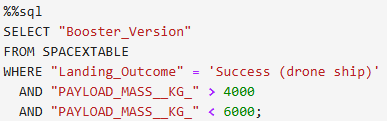 %%sql
SELECT "Booster_Version"
FROM SPACEXTABLE
WHERE "Landing_Outcome" = 'Success (drone ship)'
  AND "PAYLOAD_MASS__KG_" > 4000
  AND "PAYLOAD_MASS__KG_" < 6000;